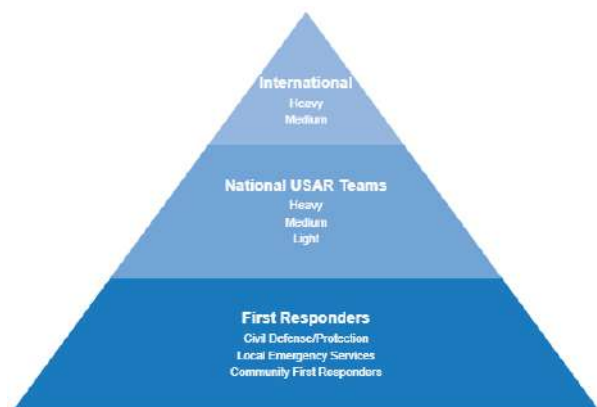 International
Heavy
Medium
National USAR Teams
Heavy
Medium
Light
First Responders
Civil Defense/Protection
Local Emergency Services
Community First Responders